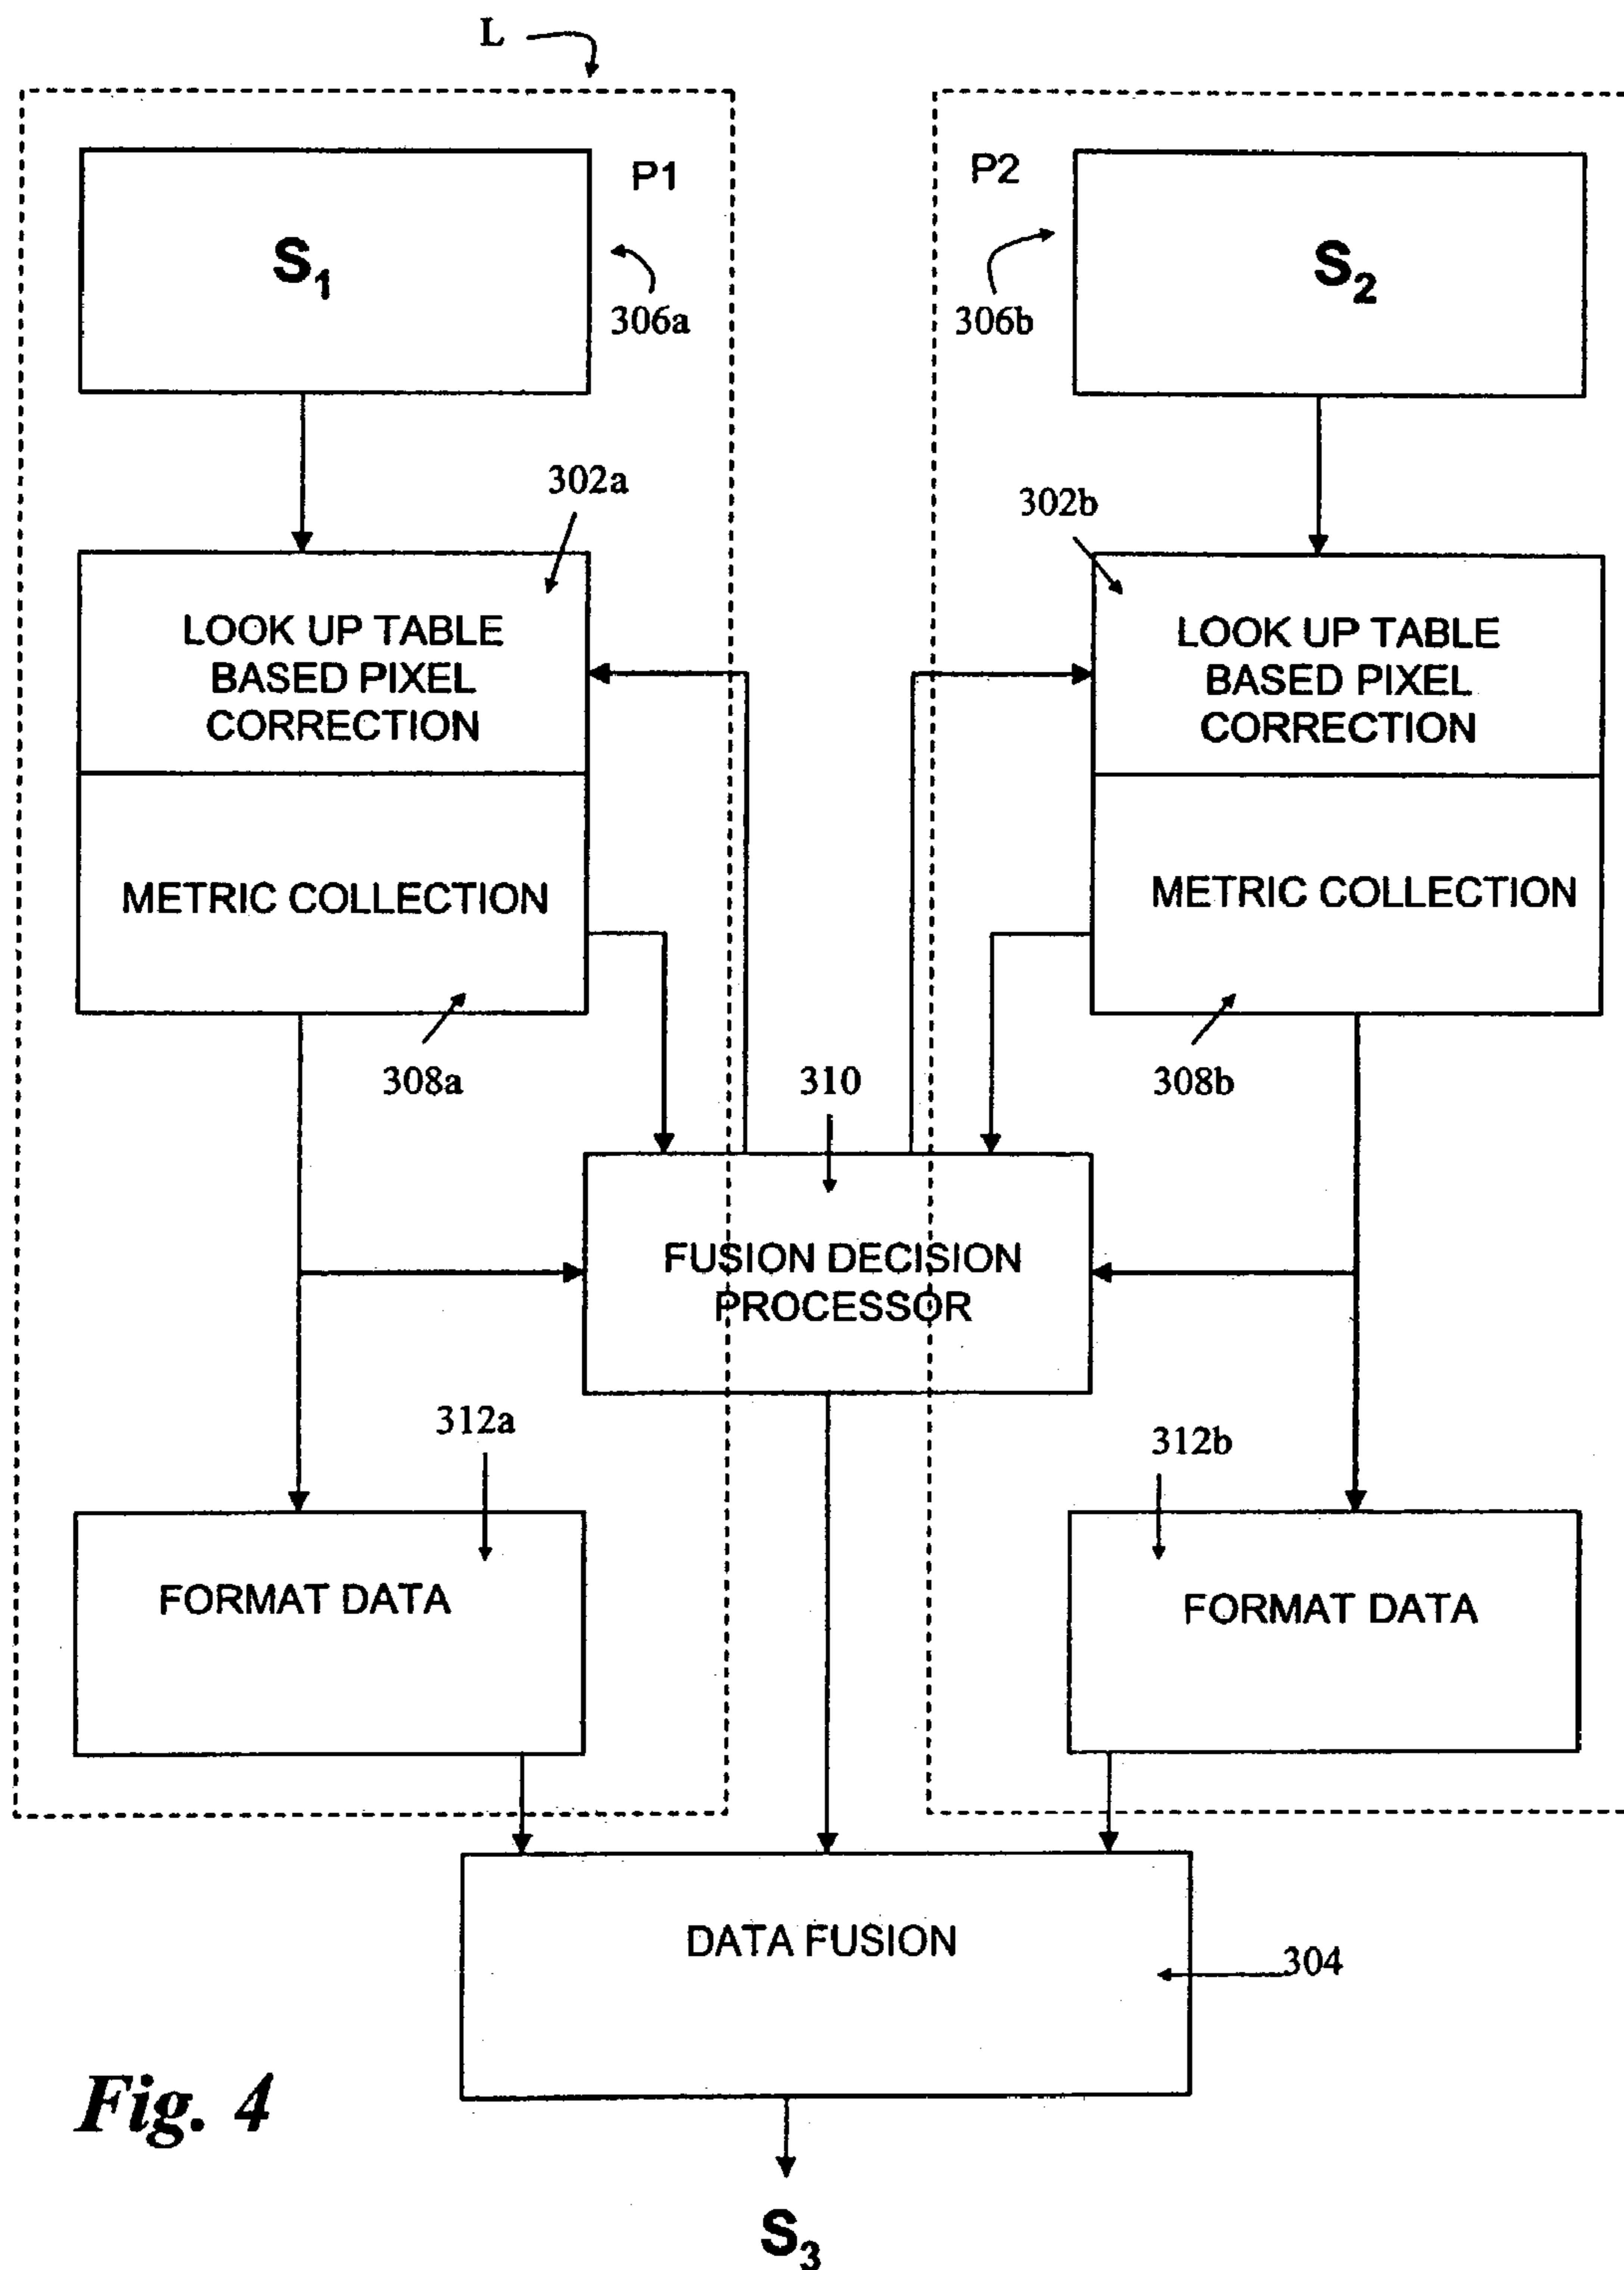 L
P1
P2
S₁
S₂
306a
306b
302a
302b
LOOK UP TABLE
BASED PIXEL
CORRECTION
LOOK UP TABLE
BASED PIXEL
CORRECTION
METRIC COLLECTION
METRIC COLLECTION
308a
310
308b
FUSION DECISION
PROCESSOR
312a
312b
FORMAT DATA
FORMAT DATA
DATA FUSION
304
Fig. 4
S₃